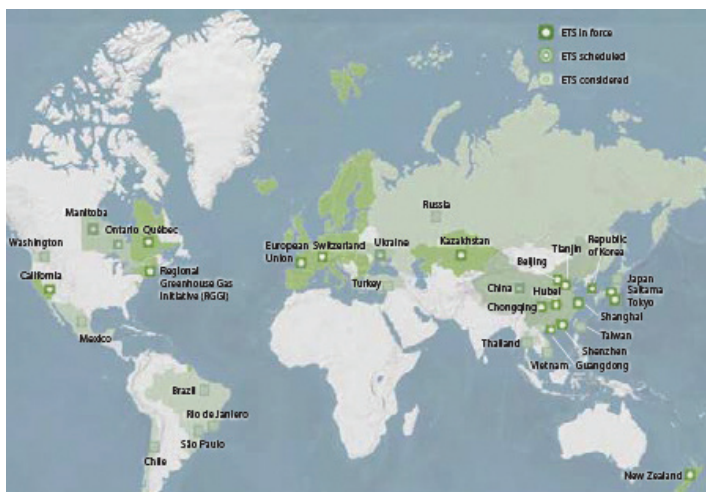 ETS in force
ETS scheduled
ETS considered
Russia
Manitoba
Ontario
Québec
Washington
California
Regional
Greenhouse Gas
Initiative (RGGI)
European
Union
Switzerland
Ukraine
Kazakhstan
Turkey
Republic
of Korea
Tianjin
Beijing
China
Hubei
Chongqing
Japan
Saitama
Tokyo
Shanghai
Taiwan
Thailand
Shenzhen
Vietnam
Guangdong
Mexico
Brazil
Rio de Janiero
São Paulo
Chile
New Zealand